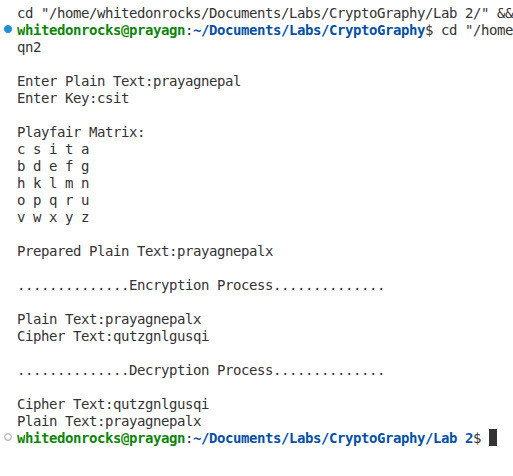 cd "/home/whitedonrocks/Documents/Labs/CryptoGraphy/Lab 2/" &&
whitedonrocks@prayagn:~/Documents/Labs/CryptoGraphy$ cd "/home
qn2
Enter Plain Text:prayagnepal
Enter Key:csit
Playfair Matrix:
c s i t a
b d e f g
h k l m n
o p q r u
v w x y z
Prepared Plain Text:prayagnepalx
..............Encryption Process..............
Plain Text:prayagnepalx
Cipher Text:qutzgnlgusqi
..............Decryption Process..............
Cipher Text:qutzgnlgusqi
Plain Text:prayagnepalx
whitedonrocks@prayagn:~/Documents/Labs/CryptoGraphy/Lab 2$